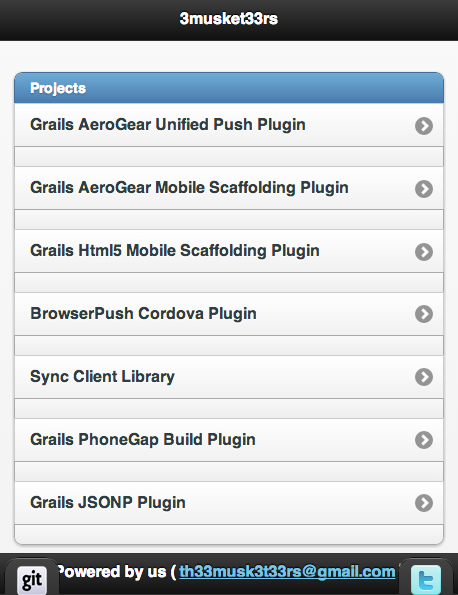 3musket33rs
Projects
Grails AeroGear Unified Push Plugin
Grails AeroGear Mobile Scaffolding Plugin
Grails Html5 Mobile Scaffolding Plugin
BrowserPush Cordova Plugin
Sync Client Library
Grails PhoneGap Build Plugin
Grails JSONP Plugin
git Powered by us ( th33musk3t33rs@gmail.com